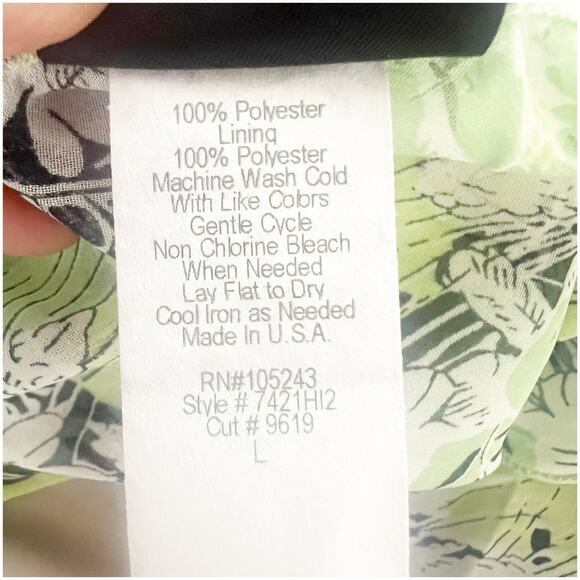 100% Polyester
Lining
100% Polyester
Machine Wash Cold
With Like Colors
Gentle Cycle
Non Chlorine Bleach
When Needed
Lay Flat to Dry
Cool Iron as Needed
Made In U.S.A.
RN#105243
Style # 7421HI2
Cut # 9619
L